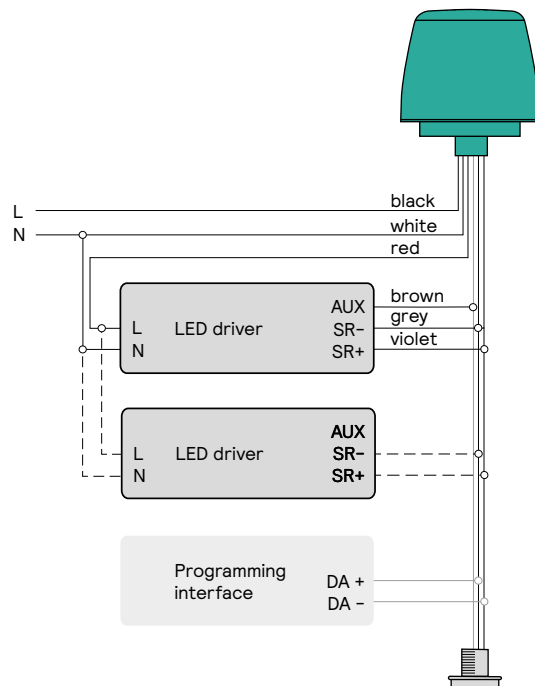 L
black
N
white
red
AUX
brown
L
LED driver
SR-
grey
N
SR+
violet
AUX
L
LED driver
SR-
N
SR+
Programming
interface
DA +
DA -